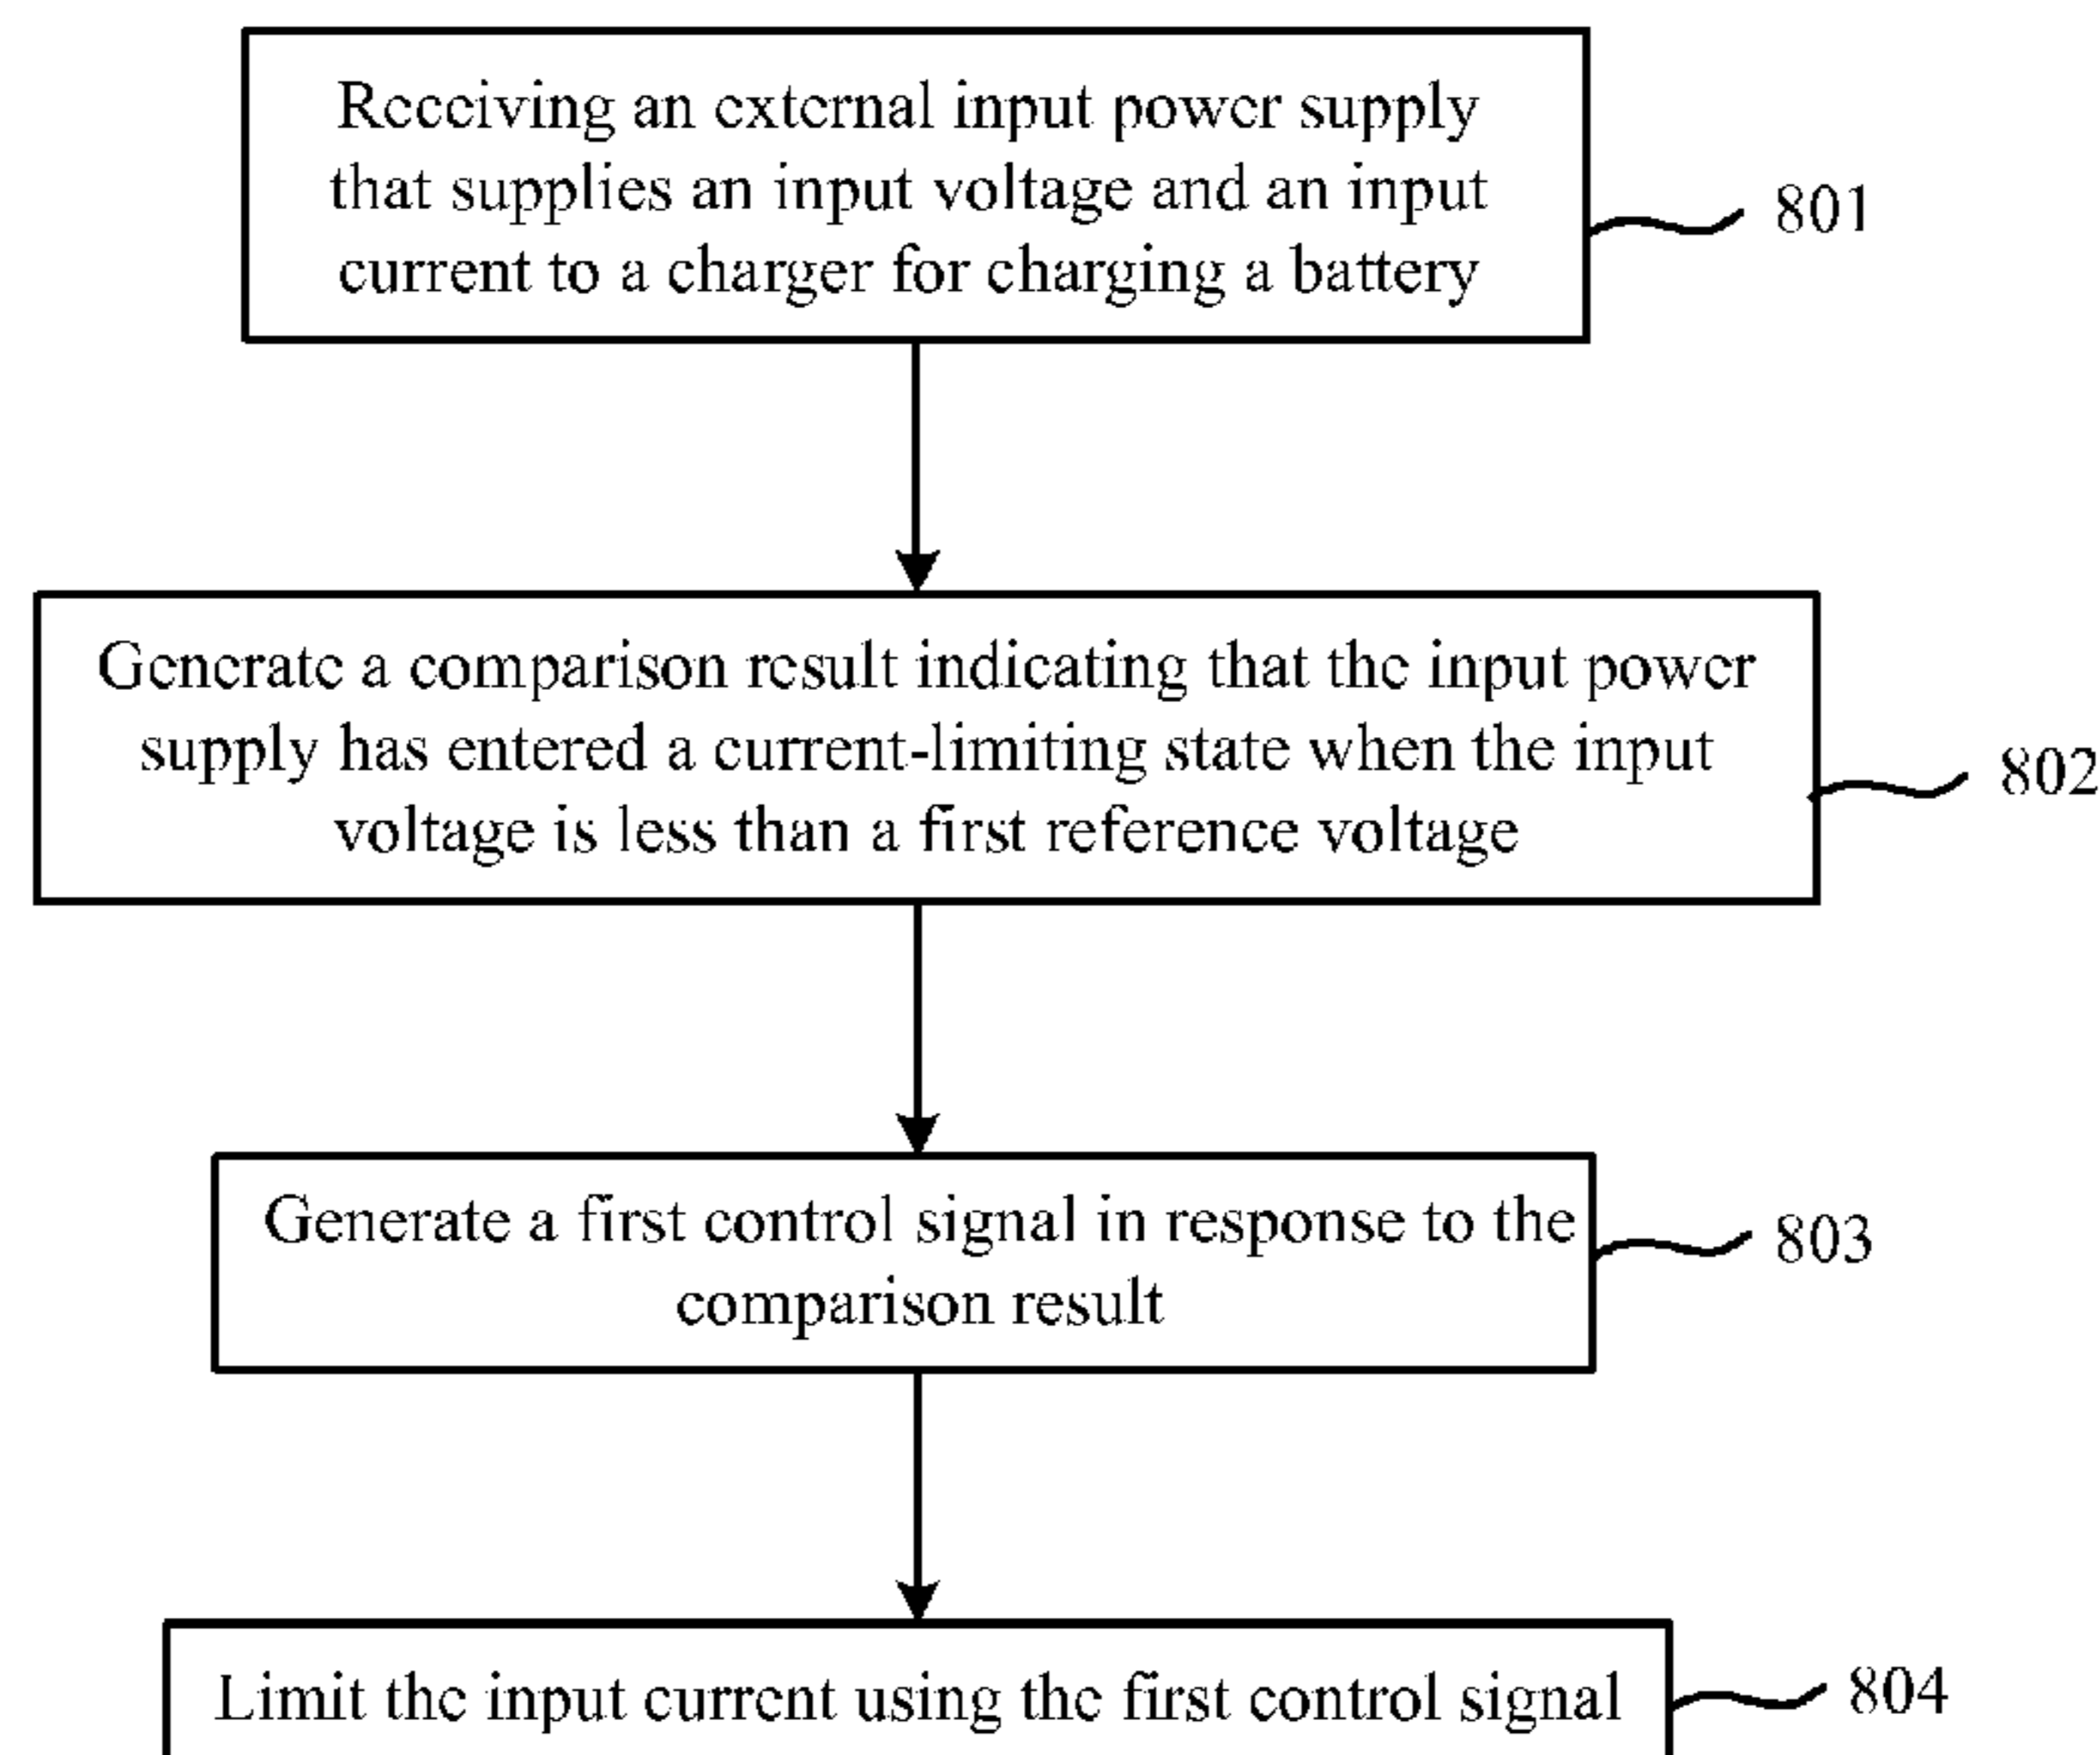 Receiving an external input power supply
that supplies an input voltage and an input
current to a charger for charging a battery
801
Generate a comparison result indicating that the input power
supply has entered a current-limiting state when the input
voltage is less than a first reference voltage
802
Generate a first control signal in response to the
comparison result
803
Limit the input current using the first control signal
804